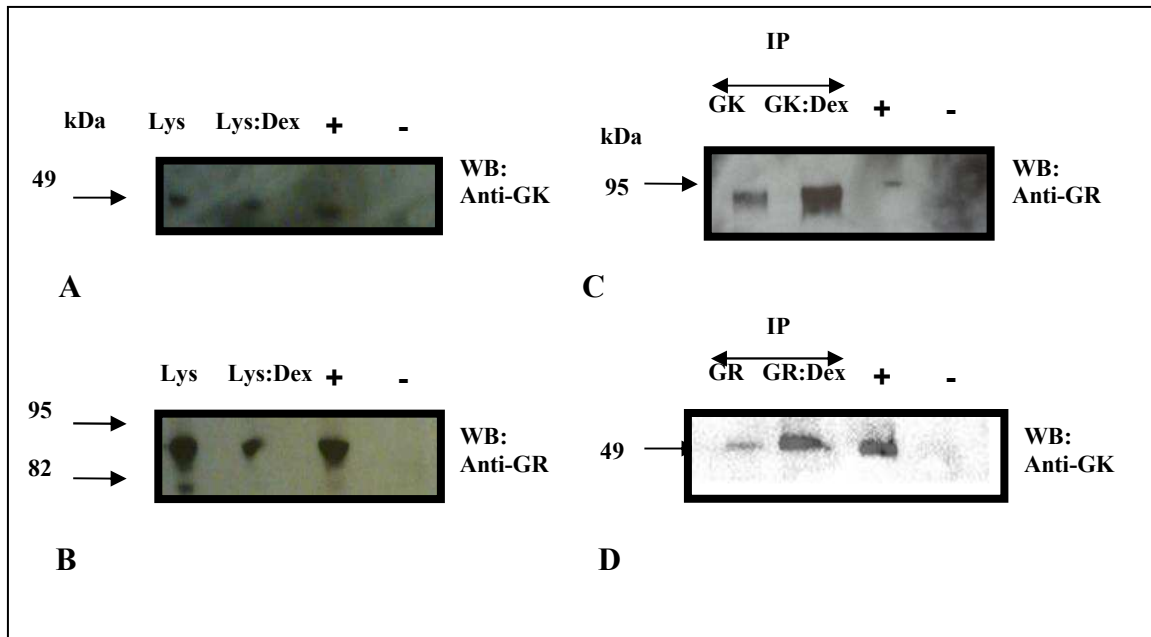 kDa Lys Lys:Dex + -
49
WB:
Anti-GK
A
Lys Lys:Dex + -
95
82
WB:
Anti-GR
B
IP
GK GK:Dex + -
kDa
95
WB:
Anti-GR
C
IP
GR GR:Dex + -
49
WB:
Anti-GK
D